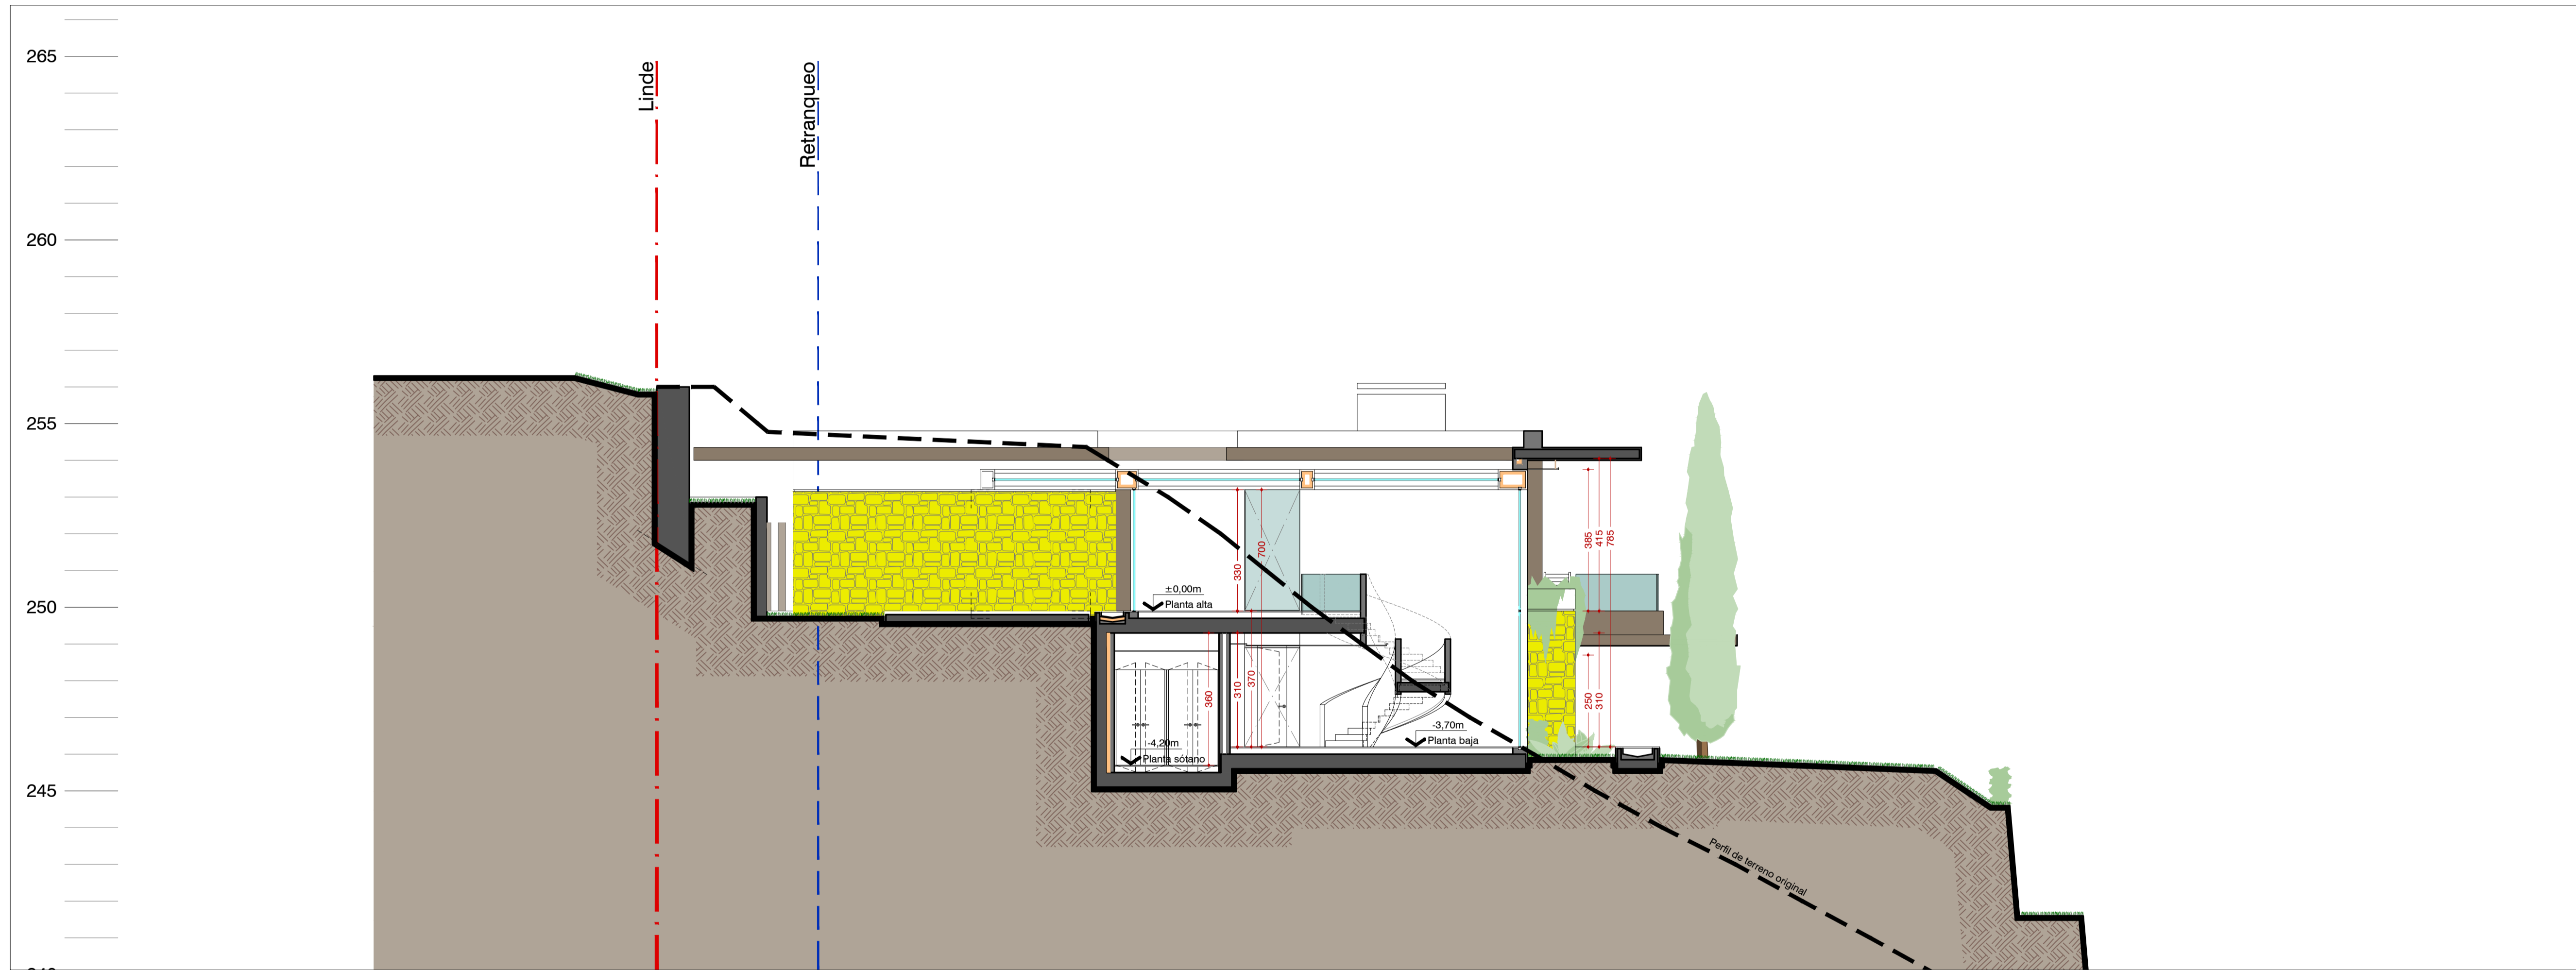 265
Linde
Retranqueo
260
255
385
415
785
700
330
±0,00m
Planta alta
250
360
310
370
250
310
-3,70m
Planta baja
-4,20m
Planta sótano
245
Perfil de terreno original